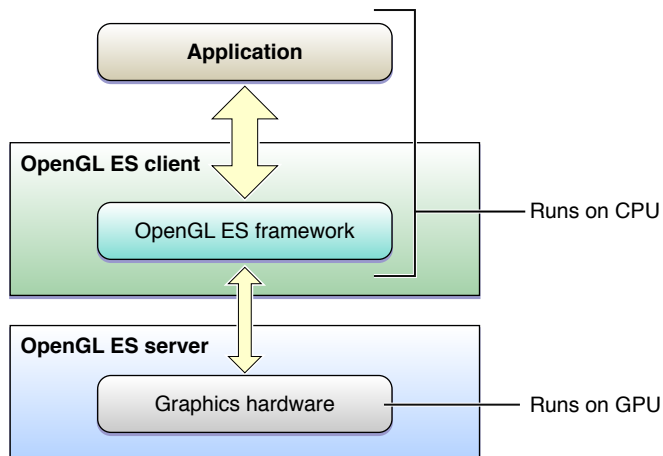 Application
OpenGL ES client
OpenGL ES framework
Runs on CPU
OpenGL ES server
Graphics hardware
Runs on GPU